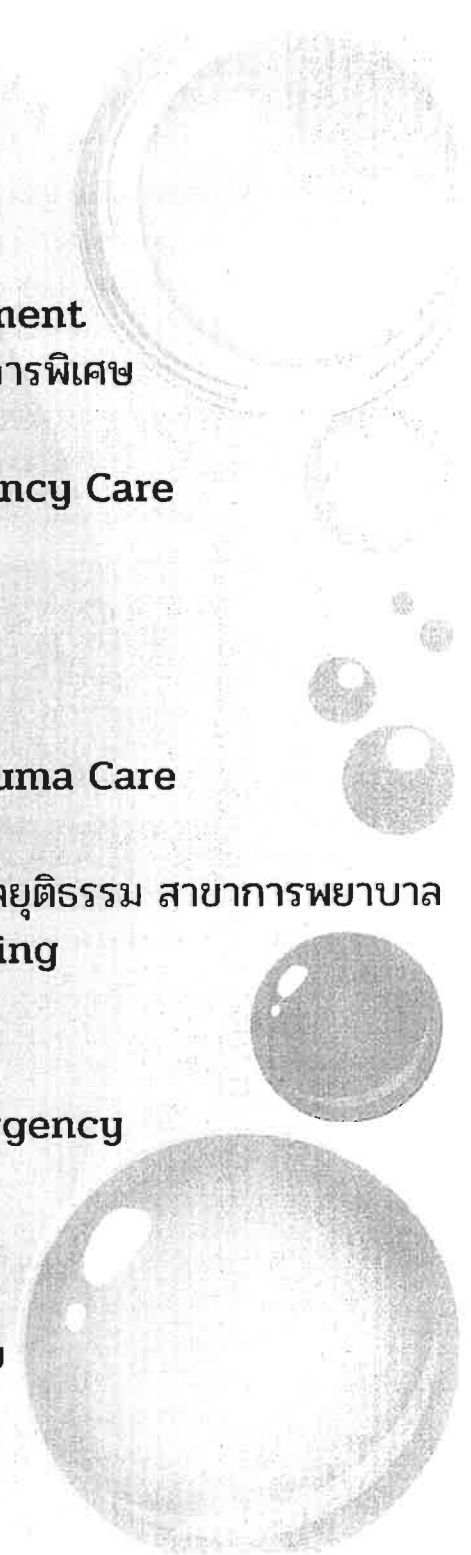 ment
การพิเศษ
ncy Care
uma Care
ลยุติธรรม สาขาการพยาบาล
ing
rgency